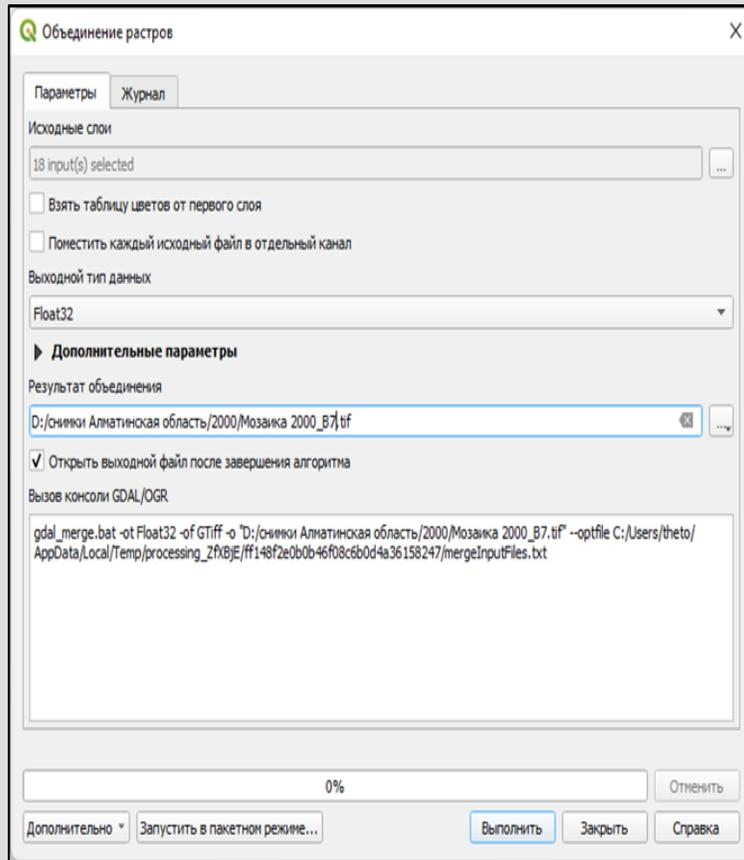 Объединение растров
Параметры
Журнал
Исходные слои
18 input(s) selected
...
Взять таблицу цветов от первого слоя
Поместить каждый исходный файл в отдельный канал
Выходной тип данных
Float32
Дополнительные параметры
Результат объединения
D:/снимки Алматинская область/2000/Мозаика 2000_B7.tif
...
Открыть выходной файл после завершения алгоритма
Вызов консоли GDAL/OGR
gdal_merge.bat -ot Float32 -of GTiff -o "D:/снимки Алматинская область/2000/Мозаика 2000_B7.tif" --optfile C:/Users/theto/
AppData/Local/Temp/processing_ZfXBjE/ff148f2e0b0b46f08c6b0d4a36158247/mergeInputFiles.txt
0%
Отменить
Дополнительно
Запустить в пакетном режиме...
Выполнить
Закрыть
Справка